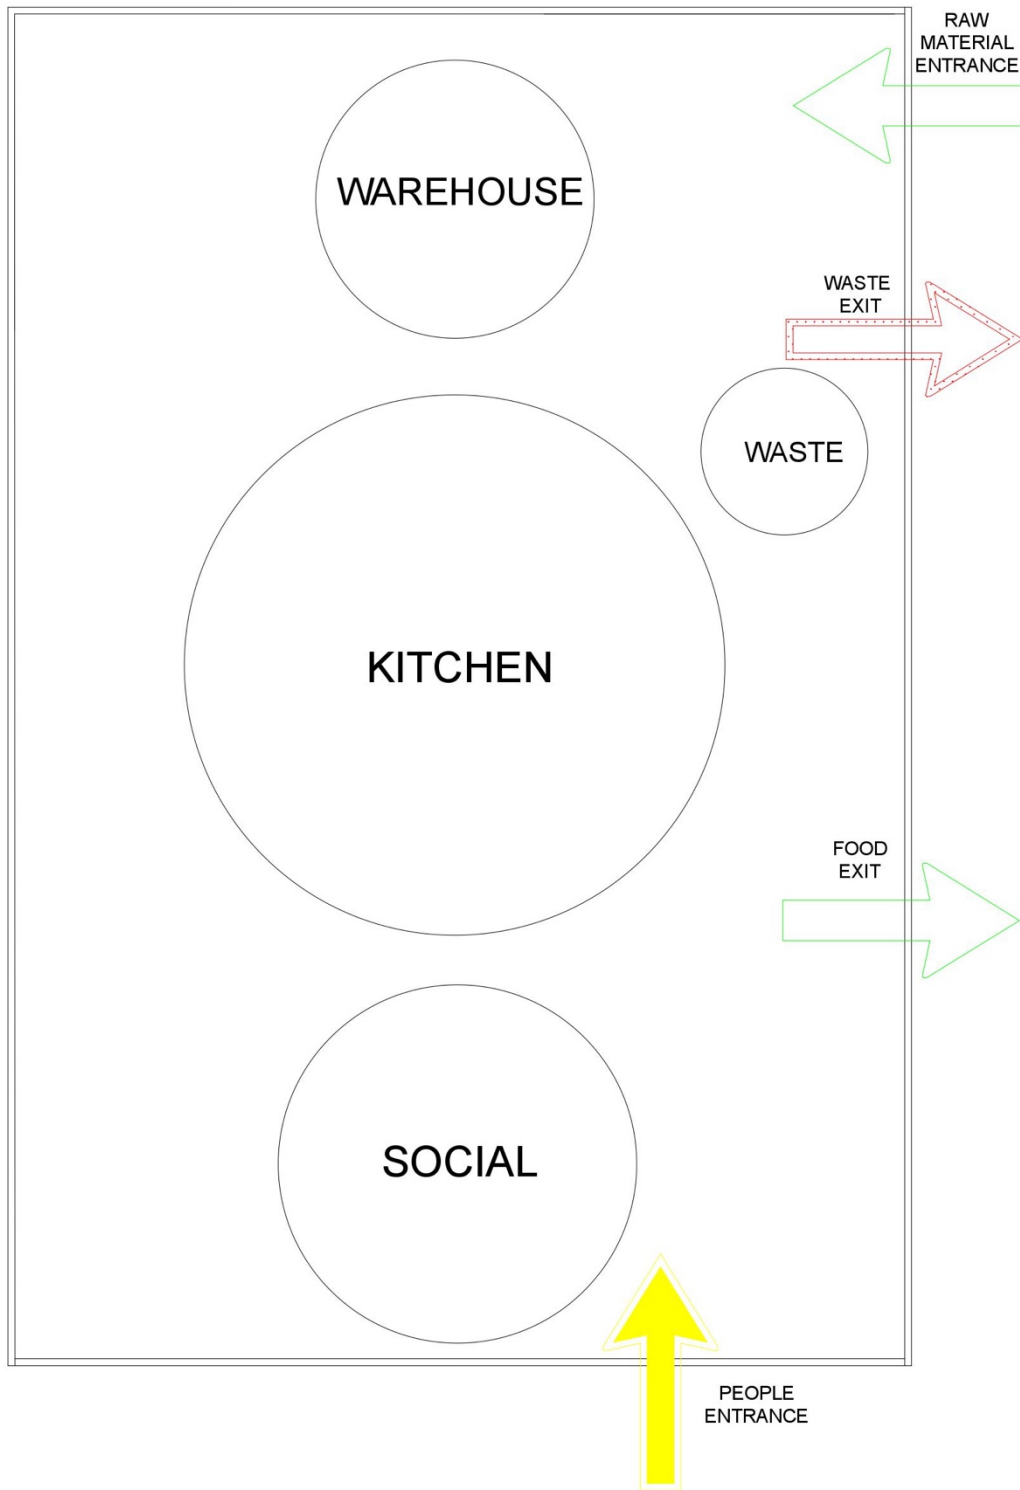 RAW
MATERIAL
ENTRANCE
WAREHOUSE
WASTE
EXIT
WASTE
KITCHEN
FOOD
EXIT
SOCIAL
PEOPLE
ENTRANCE